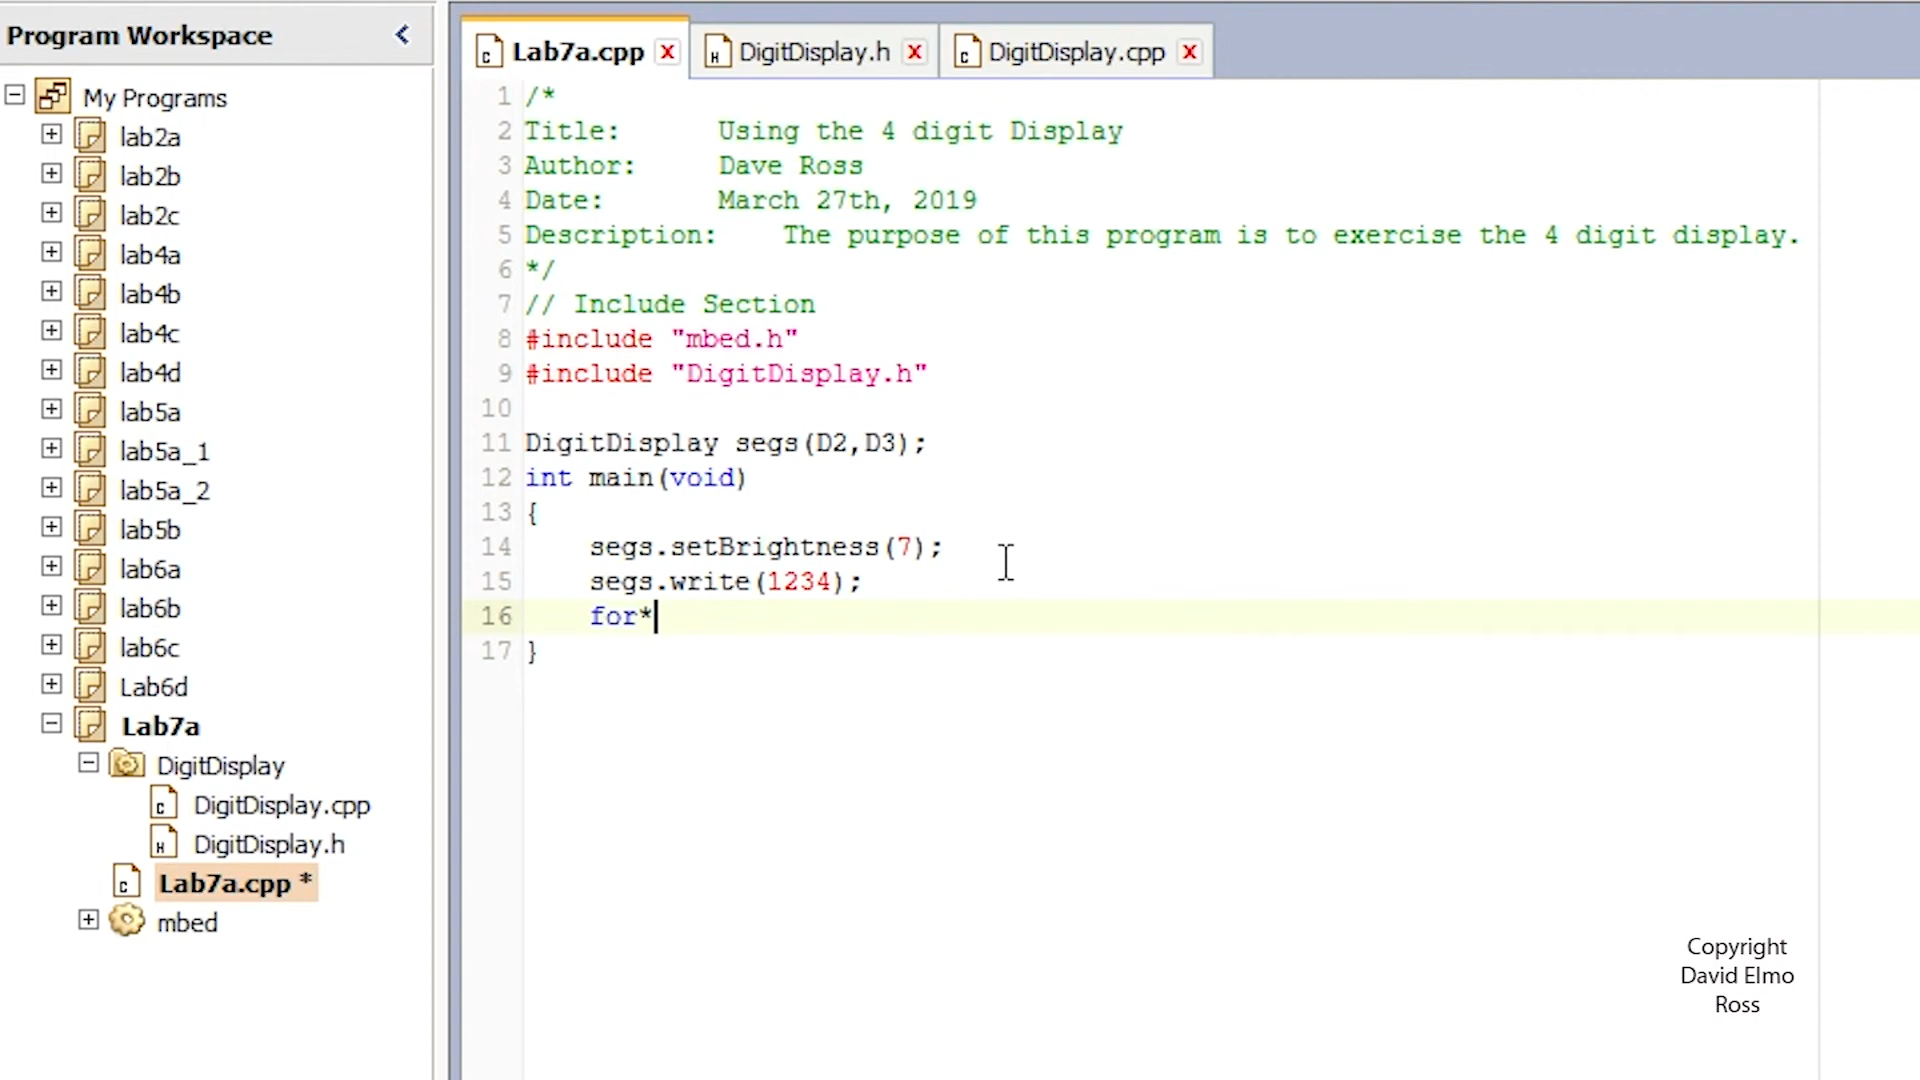 Program Workspace
My Programs
lab2a
lab2b
lab2c
lab4a
lab4b
lab4c
lab4d
lab5a
lab5a_1
lab5a_2
lab5b
lab6a
lab6b
lab6c
Lab6d
Lab7a
DigitDisplay
DigitDisplay.cpp
DigitDisplay.h
Lab7a.cpp *
mbed
Lab7a.cpp DigitDisplay.h DigitDisplay.cpp
1 /*
2 Title: Using the 4 digit Display
3 Author: Dave Ross
4 Date: March 27th, 2019
5 Description: The purpose of this program is to exercise the 4 digit display.
6 */
7 // Include Section
8 #include "mbed.h"
9 #include "DigitDisplay.h"
10
11 DigitDisplay segs(D2,D3);
12 int main(void)
13 {
14 segs.setBrightness(7);
15 segs.write(1234);
16 for*
17 }
Copyright
David Elmo
Ross